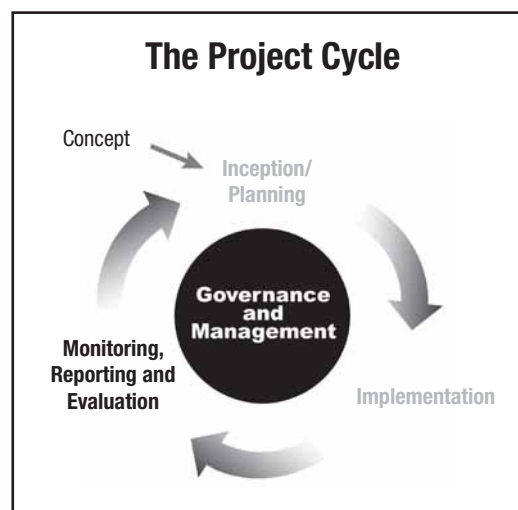 The Project Cycle
Concept
Inception/
Planning
Governance
and
Management
Monitoring,
Reporting and
Evaluation
Implementation